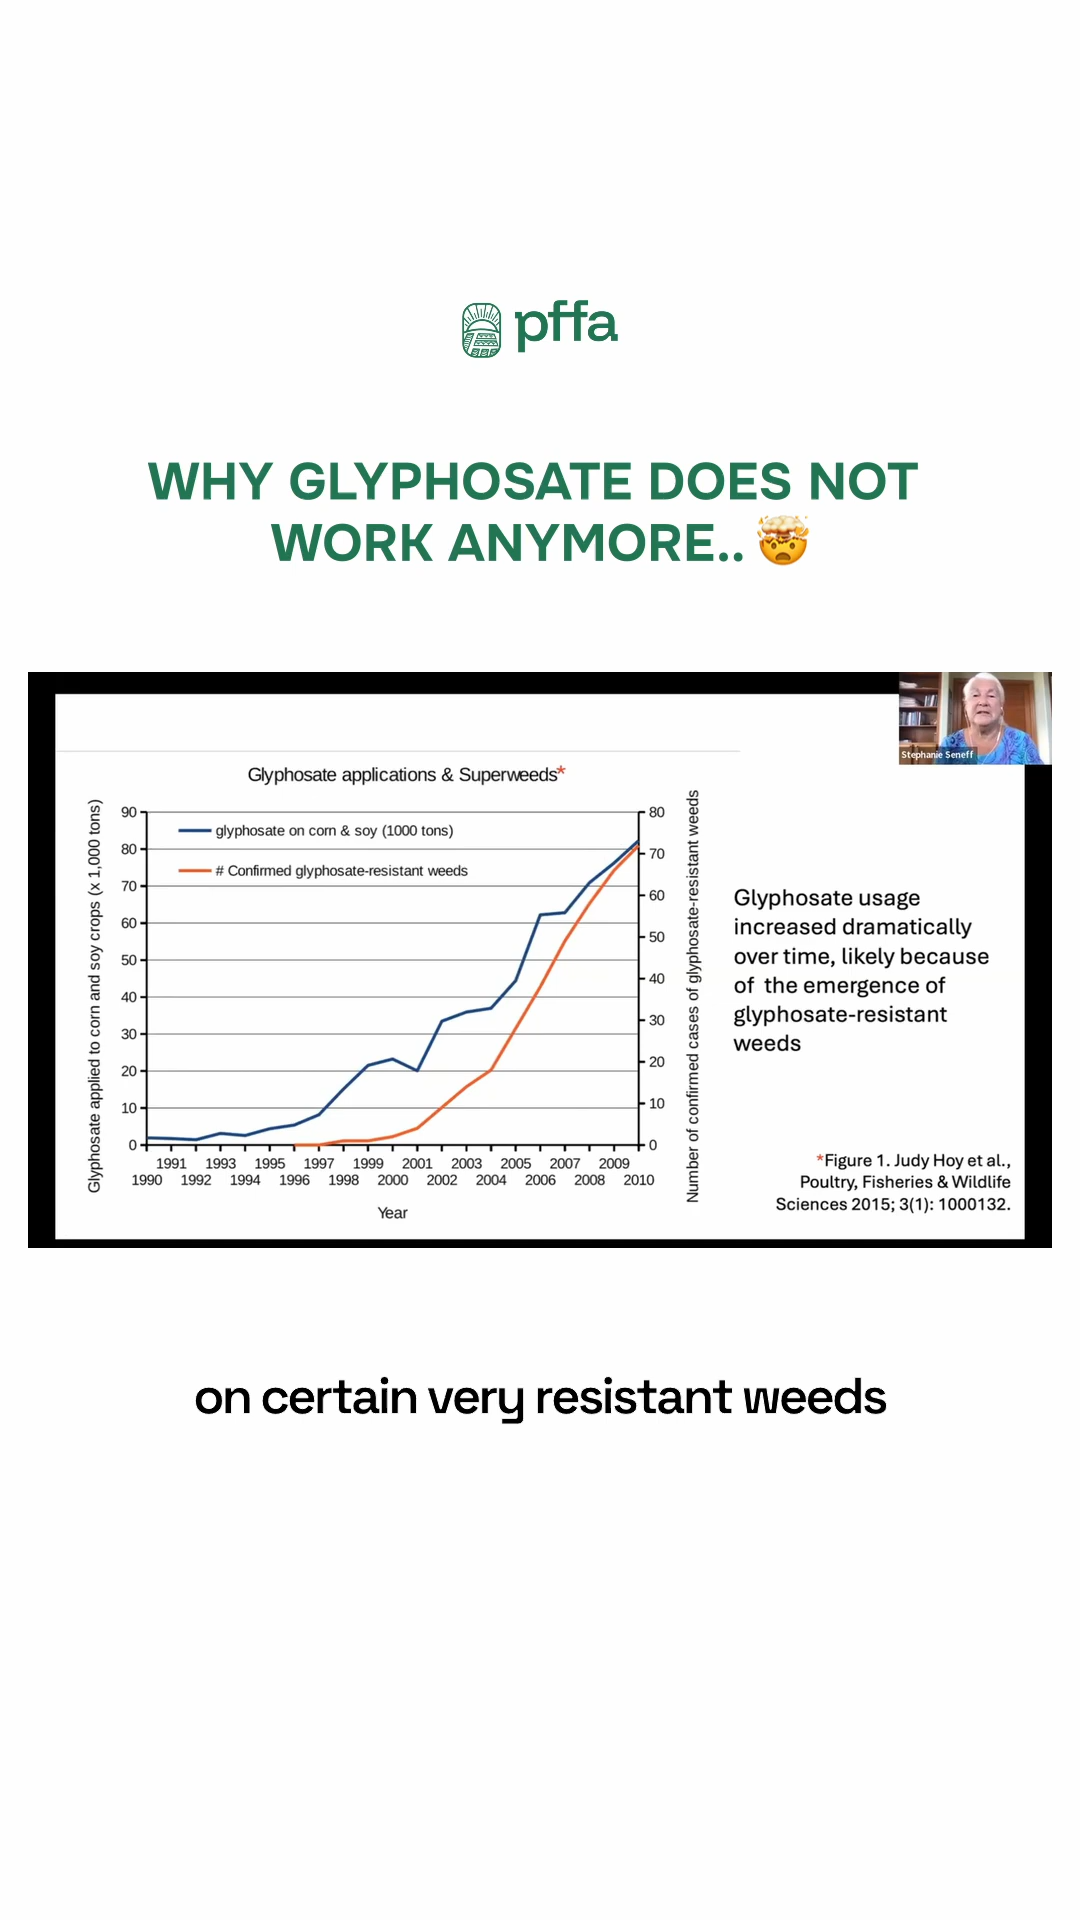 pffa
WHY GLYPHOSATE DOES NOT
WORK ANYMORE.. 🤯
Stephanie Seneff
Glyphosate applications & Superweeds*
glyphosate on corn & soy (1000 tons)
# Confirmed glyphosate-resistant weeds
Glyphosate applied to corn and soy crops (x 1,000 tons)
90
80
70
60
50
40
30
20
10
0
80
70
60
50
40
30
20
10
0
Number of confirmed cases of glyphosate-resistant weeds
1991 1993 1995 1997 1999 2001 2003 2005 2007 2009
1990 1992 1994 1996 1998 2000 2002 2004 2006 2008 2010
Year
Glyphosate usage
increased dramatically
over time, likely because
of the emergence of
glyphosate-resistant
weeds
*Figure 1. Judy Hoy et al.,
Poultry, Fisheries & Wildlife
Sciences 2015; 3(1): 1000132.
on certain very resistant weeds